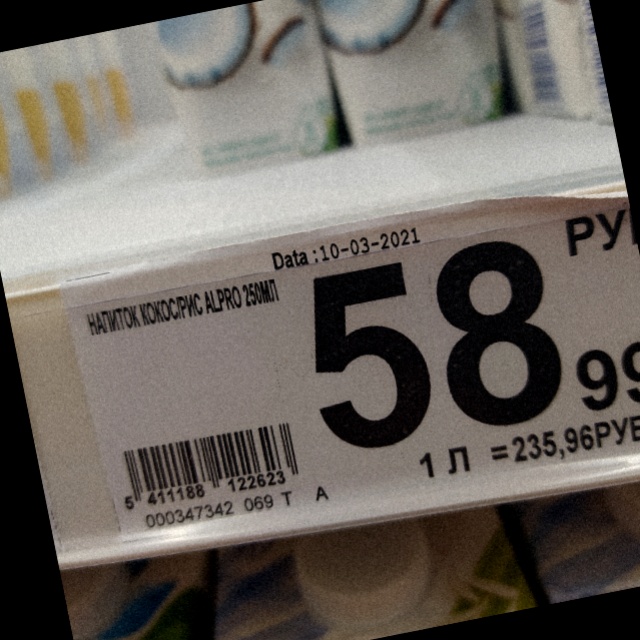 Data:10-03-2021
НАПИТОК КОКОС/РИС ALPRO 250МЛ
58 99
РУ
1 Л =235,96РУБ
5 411188 122623
000347342 069 T A